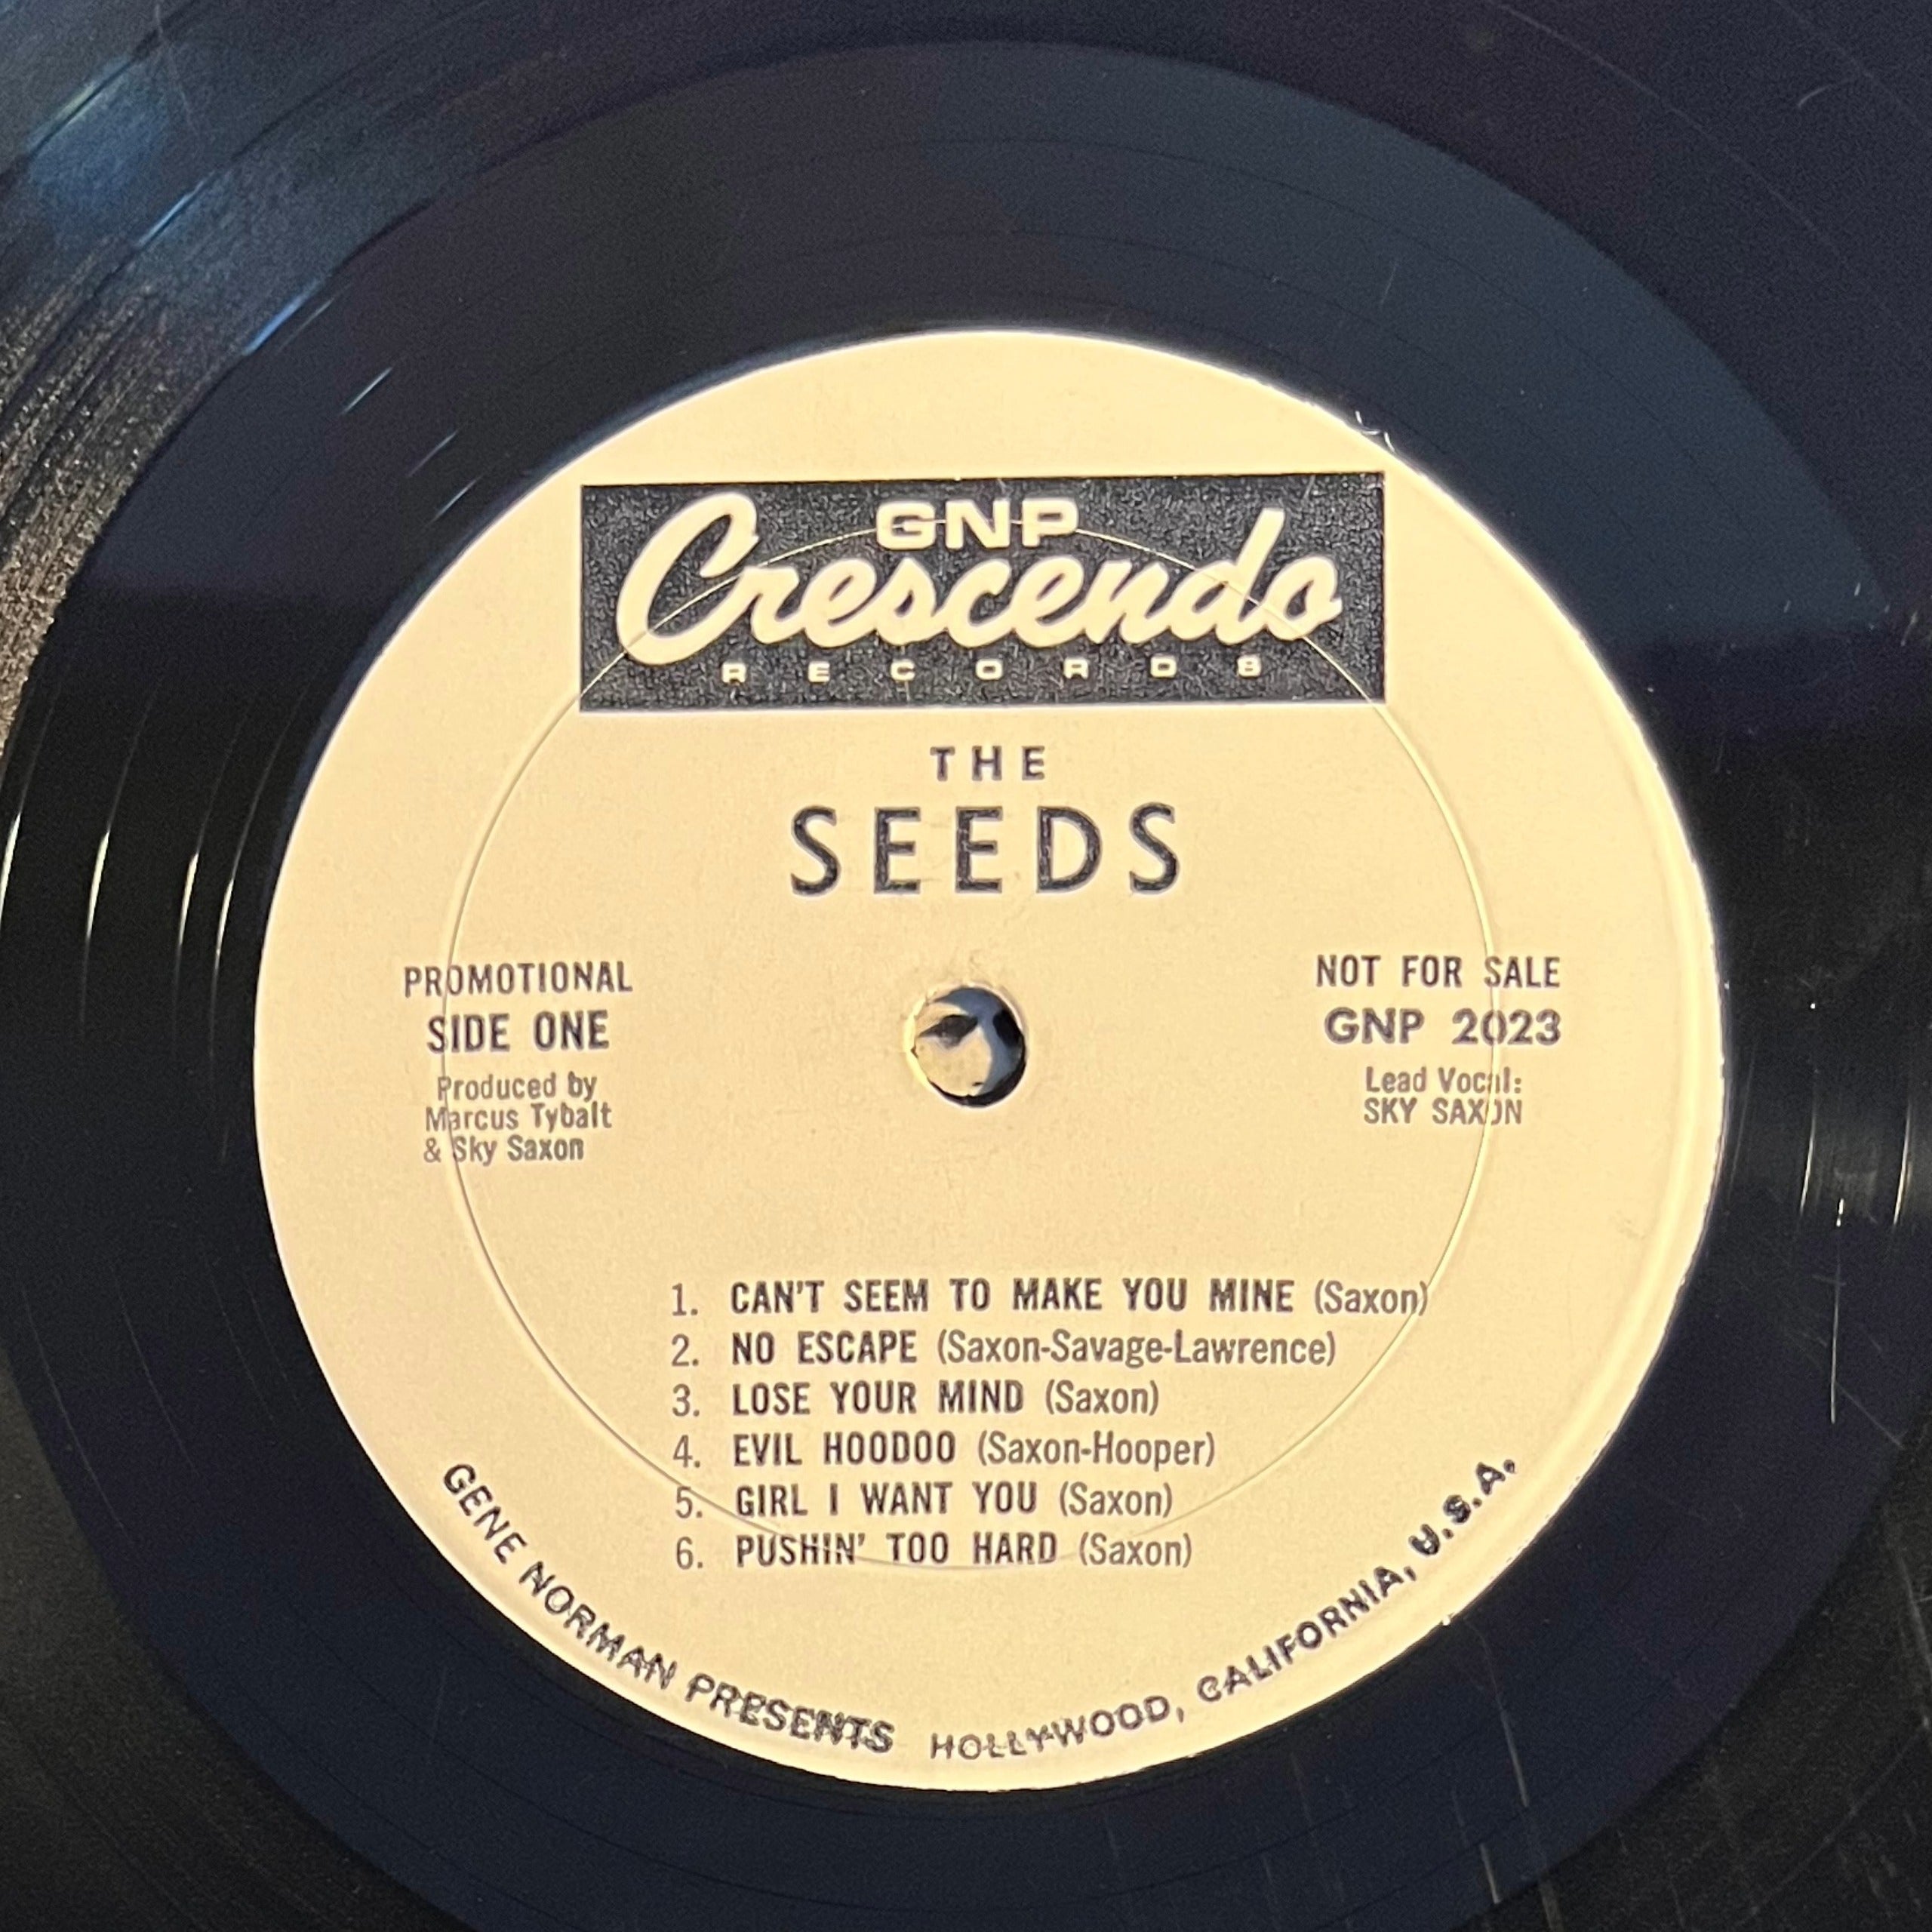 GNP
Crescendo
RECORDS
THE
SEEDS
PROMOTIONAL
SIDE ONE
Produced by
Marcus Tybalt
& Sky Saxon
NOT FOR SALE
GNP 2023
Lead Vocal:
SKY SAXON
1. CAN'T SEEM TO MAKE YOU MINE (Saxon)
2. NO ESCAPE (Saxon-Savage-Lawrence)
3. LOSE YOUR MIND (Saxon)
4. EVIL HOODOO (Saxon-Hooper)
5. GIRL I WANT YOU (Saxon)
6. PUSHIN' TOO HARD (Saxon)
GENE NORMAN PRESENTS HOLLYWOOD, CALIFORNIA, U.S.A.